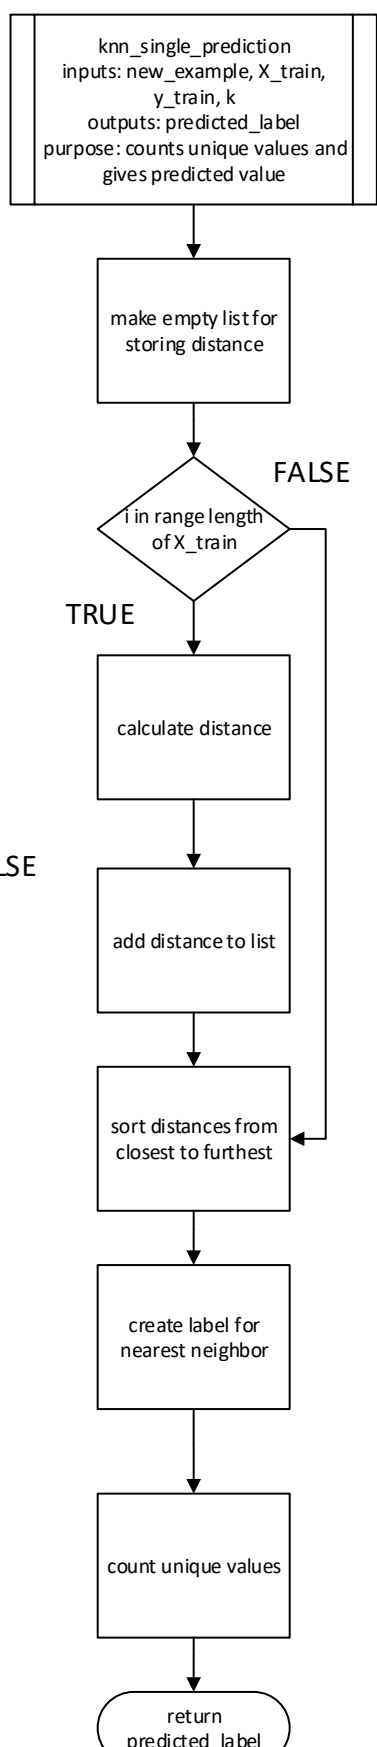 knn_single_prediction
inputs: new_example, X_train,
y_train, k
outputs: predicted_label
purpose: counts unique values and
gives predicted value
make empty list for
storing distance
FALSE
i in range length
of X_train
TRUE
calculate distance
LSE
add distance to list
sort distances from
closest to furthest
create label for
nearest neighbor
count unique values
return
predicted_label